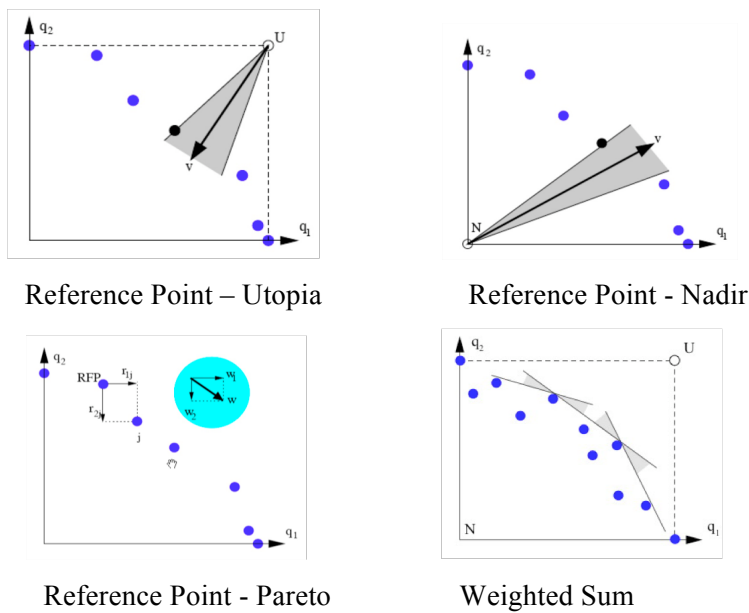 q2
U
v
q1
Reference Point – Utopia
q2
v
N
q1
Reference Point - Nadir
q2
RFP
r1j
r2j
j
w1
w2
w
q1
Reference Point - Pareto
q2
U
N
q1
Weighted Sum